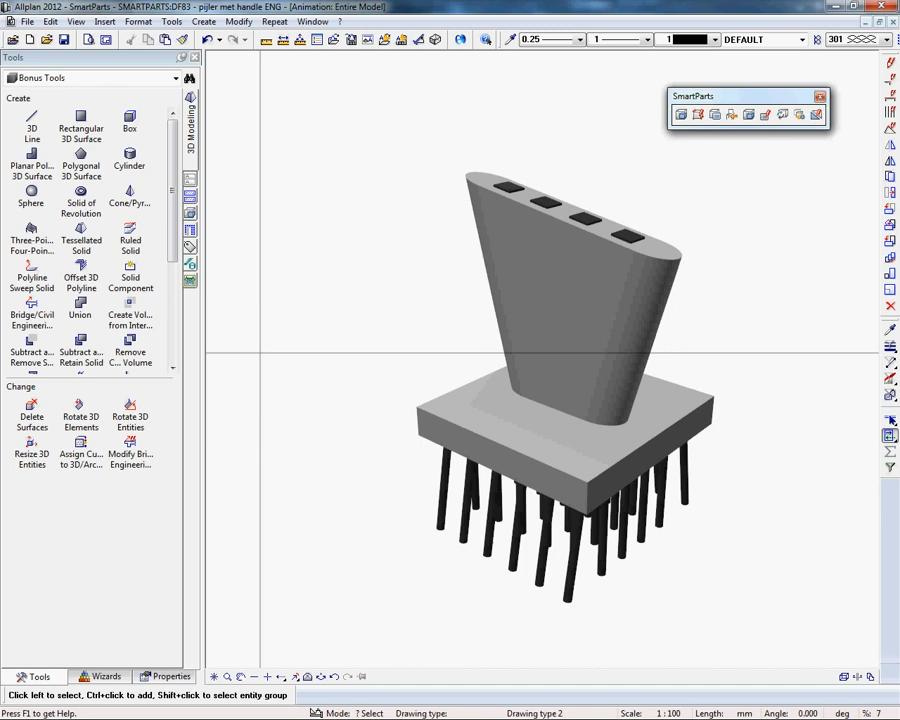 Allplan 2012 - SmartParts - SMARTPARTS:DF83 - pijler met handle ENG - [Animation: Entire Model]
File Edit View Insert Format Tools Create Modify Repeat Window ?
0.25 1 1 DEFAULT 301
Tools
Bonus Tools
Create
3D Line
Rectangular 3D Surface
Box
Planar Pol... 3D Surface
Polygonal 3D Surface
Cylinder
Sphere
Solid of Revolution
Cone/Pyr...
Three-Poi... Four-Poin...
Tessellated Solid
Ruled Solid
Polyline Sweep Solid
Offset 3D Polyline
Solid Component
Bridge/Civil Engineeri...
Union
Create Vol... from Inter...
Subtract a... Remove S...
Subtract a... Retain Solid
Remove C... Volume
Change
Delete Surfaces
Rotate 3D Elements
Rotate 3D Entities
Resize 3D Entities
Assign Cu... to 3D/Arc...
Modify Bri... Engineeri...
3D Modeling
SmartParts
Tools Wizards Properties
Click left to select, Ctrl+click to add, Shift+click to select entity group
Press F1 to get Help. Mode: ? Select Drawing type: Drawing type 2 Scale: 1 : 100 Length: mm Angle: 0.000 deg %: 7